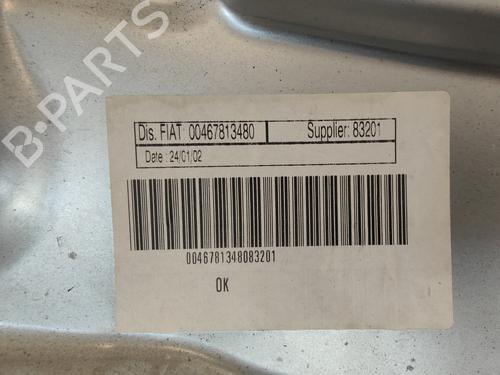 B-PARTS
Dis. FIAT: 00467813480 Supplier: 83201
Date : 24/01/02
0046781348083201
OK